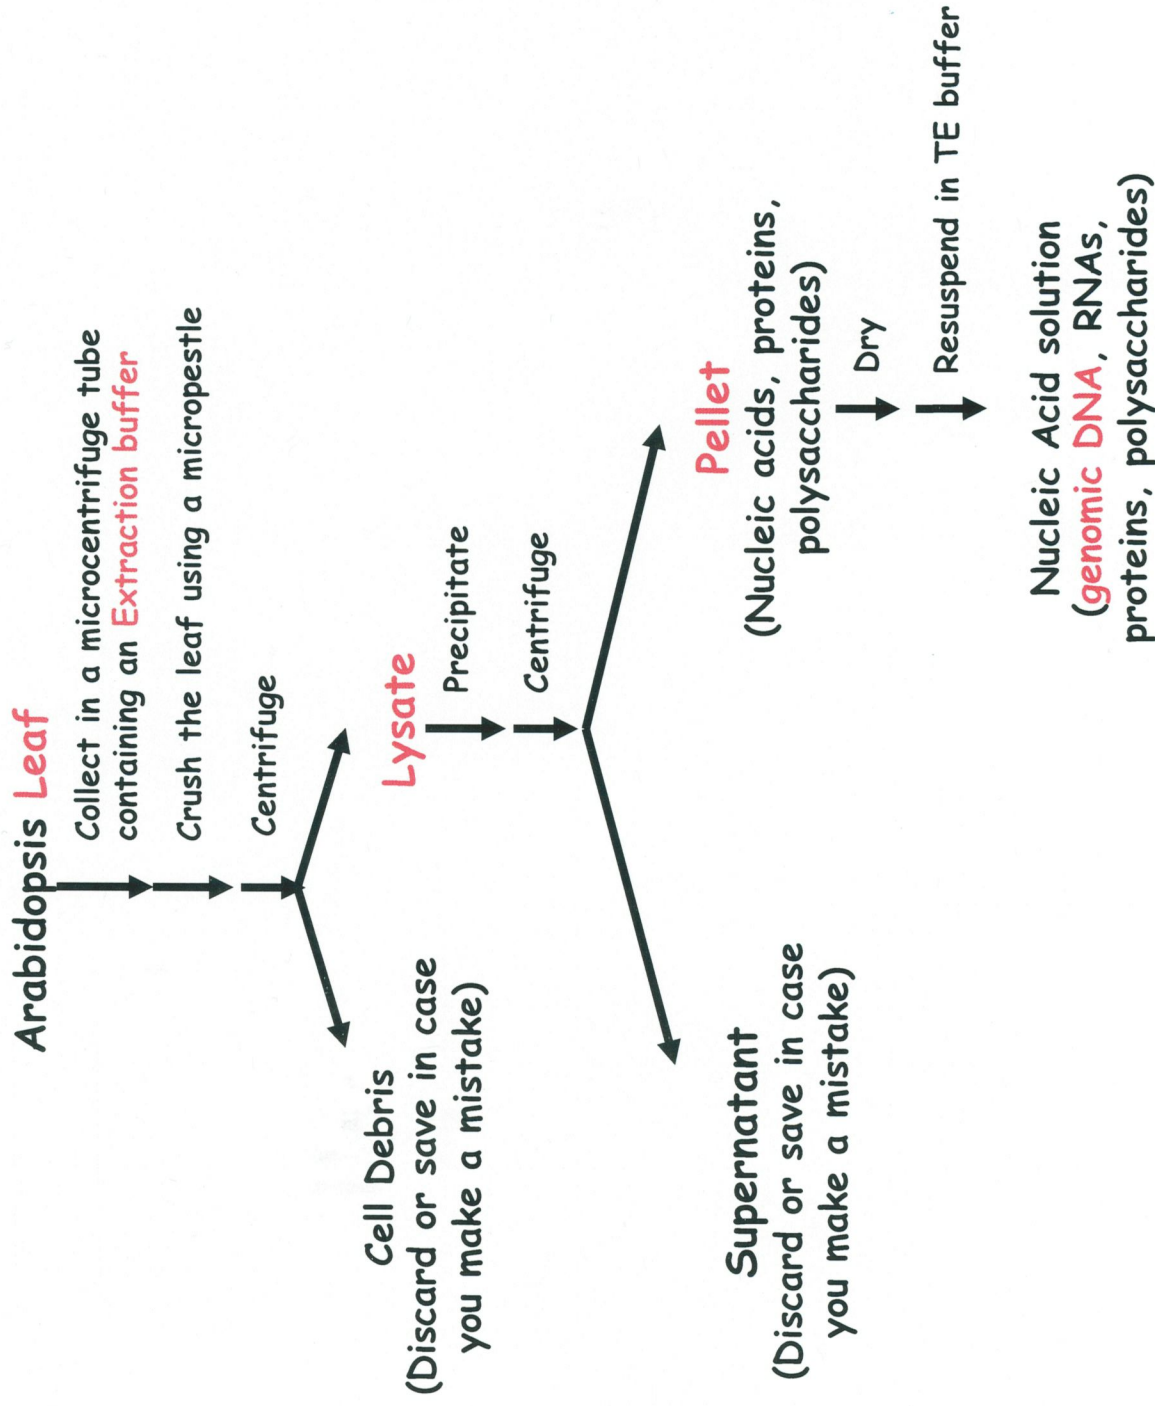 Arabidopsis Leaf
Collect in a microcentrifuge tube
containing an Extraction buffer
Crush the leaf using a micropestle
Centrifuge
Cell Debris
(Discard or save in case
you make a mistake)
Lysate
Precipitate
Centrifuge
Supernatant
(Discard or save in case
you make a mistake)
Pellet
(Nucleic acids, proteins,
polysaccharides)
Dry
Resuspend in TE buffer
Nucleic Acid solution
(genomic DNA, RNAs,
proteins, polysaccharides)